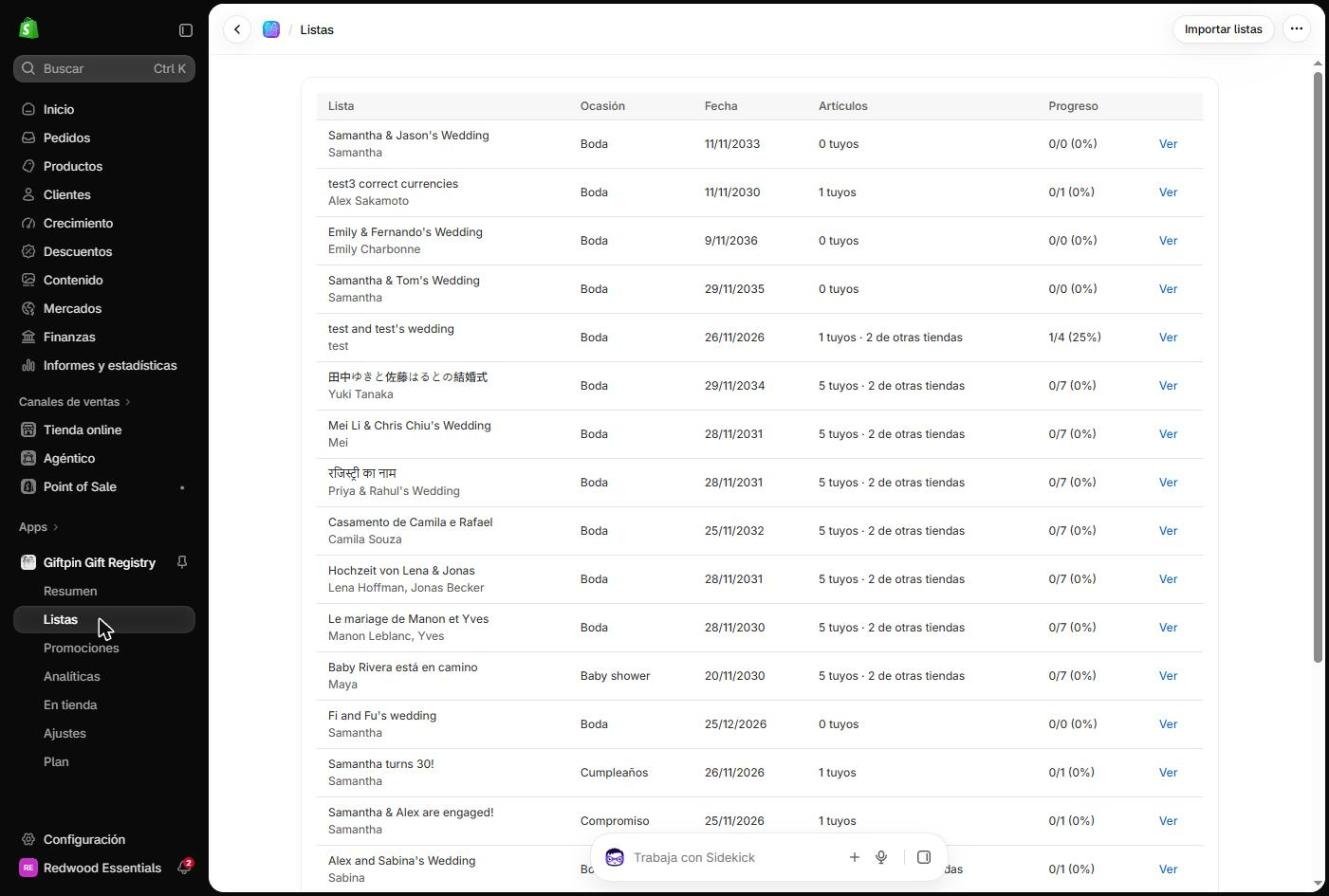 Buscar Ctrl K
Inicio
Pedidos
Productos
Clientes
Crecimiento
Descuentos
Contenido
Mercados
Finanzas
Informes y estadísticas
Canales de ventas
Tienda online
Agéntico
Point of Sale
Apps
Giftpin Gift Registry
Resumen
Listas
Promociones
Analíticas
En tienda
Ajustes
Plan
Configuración
RE Redwood Essentials 2
/ Listas
Importar listas
Lista Ocasión Fecha Artículos Progreso
Samantha & Jason's Wedding
Samantha
Boda 11/11/2033 0 tuyos 0/0 (0%) Ver
test3 correct currencies
Alex Sakamoto
Boda 11/11/2030 1 tuyos 0/1 (0%) Ver
Emily & Fernando's Wedding
Emily Charbonne
Boda 9/11/2036 0 tuyos 0/0 (0%) Ver
Samantha & Tom's Wedding
Samantha
Boda 29/11/2035 0 tuyos 0/0 (0%) Ver
test and test's wedding
test
Boda 26/11/2026 1 tuyos · 2 de otras tiendas 1/4 (25%) Ver
田中ゆきと佐藤はるとの結婚式
Yuki Tanaka
Boda 29/11/2034 5 tuyos · 2 de otras tiendas 0/7 (0%) Ver
Mei Li & Chris Chiu's Wedding
Mei
Boda 28/11/2031 5 tuyos · 2 de otras tiendas 0/7 (0%) Ver
रजिस्ट्री का नाम
Priya & Rahul's Wedding
Boda 28/11/2031 5 tuyos · 2 de otras tiendas 0/7 (0%) Ver
Casamento de Camila e Rafael
Camila Souza
Boda 25/11/2032 5 tuyos · 2 de otras tiendas 0/7 (0%) Ver
Hochzeit von Lena & Jonas
Lena Hoffman, Jonas Becker
Boda 28/11/2031 5 tuyos · 2 de otras tiendas 0/7 (0%) Ver
Le mariage de Manon et Yves
Manon Leblanc, Yves
Boda 28/11/2030 5 tuyos · 2 de otras tiendas 0/7 (0%) Ver
Baby Rivera está en camino
Maya
Baby shower 20/11/2030 5 tuyos · 2 de otras tiendas 0/7 (0%) Ver
Fi and Fu's wedding
Samantha
Boda 25/12/2026 0 tuyos 0/0 (0%) Ver
Samantha turns 30!
Samantha
Cumpleaños 26/11/2026 1 tuyos 0/1 (0%) Ver
Samantha & Alex are engaged!
Samantha
Compromiso 25/11/2026 1 tuyos 0/1 (0%) Ver
Alex and Sabina's Wedding
Sabina
0/1 (0%) Ver
Trabaja con Sidekick